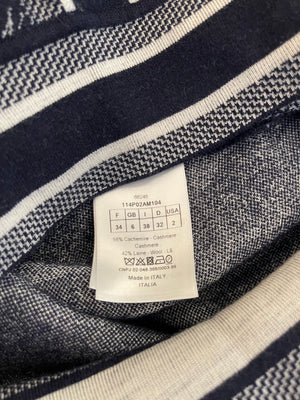 114P02AM194
F GB I D USA
34 6 38 32 2
58% Cachemire - Cashmere
Cashmere
42% Laine - Wool - Lã
Made in ITALY
ITALIA